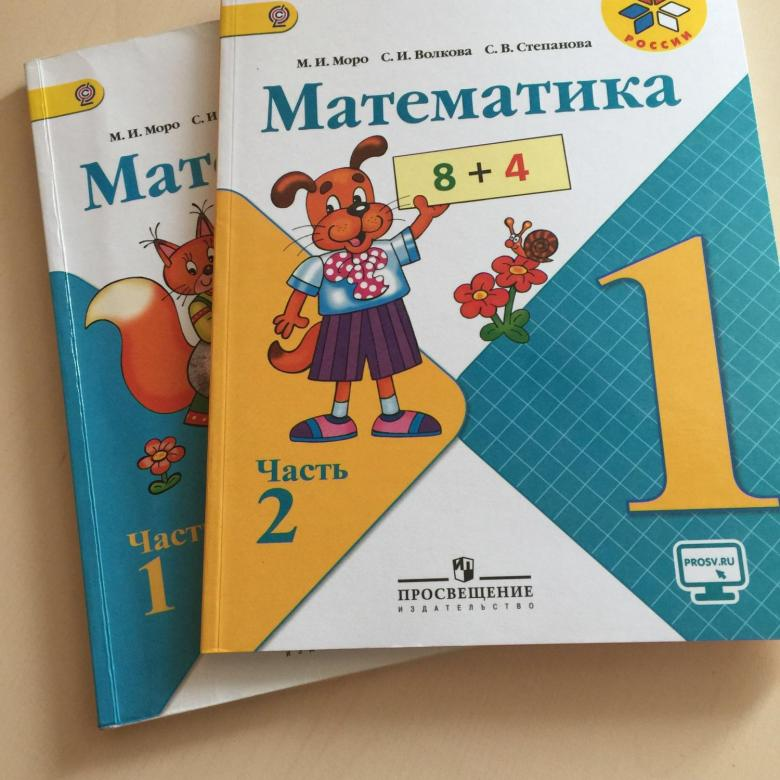 М. И. Моро С. И. Волкова С. В. Степанова
Математика
8 + 4
1
Часть
2
ПРОСВЕЩЕНИЕ
ИЗДАТЕЛЬСТВО
PROSV.RU
РОССИИ
М. И. Моро С. И
Мат
Част
1